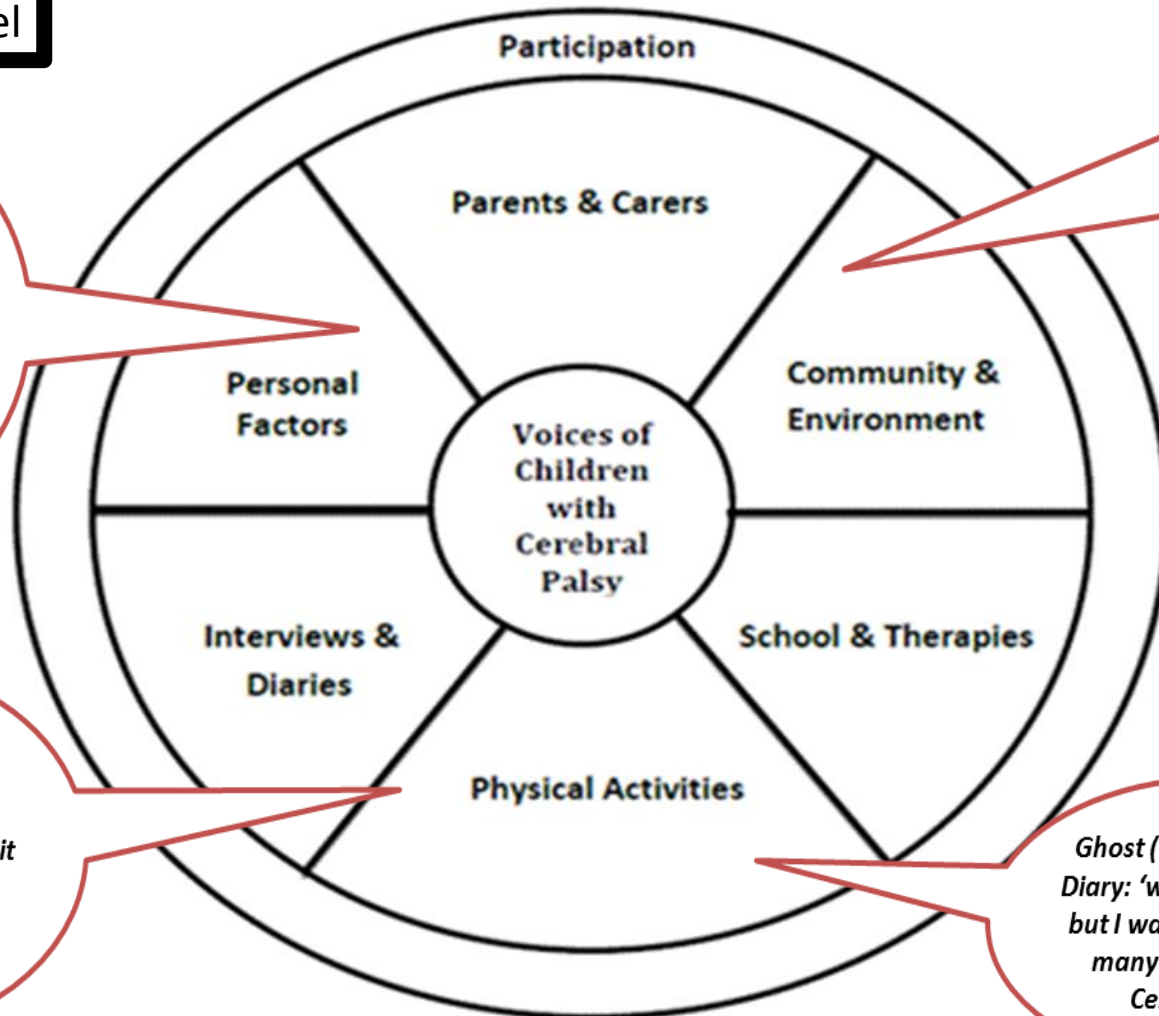 el
Participation
Parents & Carers
Personal
Factors
Community &
Environment
Voices of
Children
with
Cerebral
Palsy
Interviews &
Diaries
School & Therapies
Physical Activities
it
Ghost (
Diary: ‘w
but I wa
many
Ce